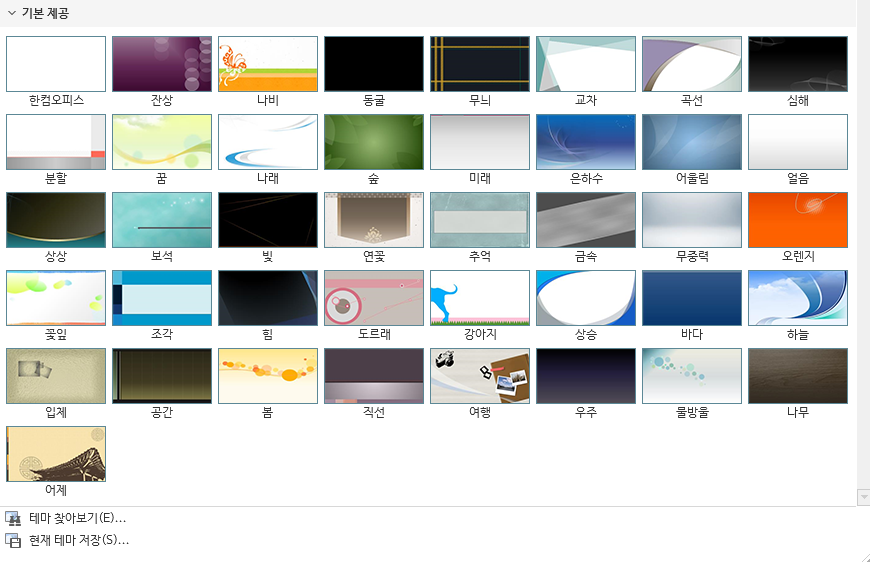 기본 제공
한컴오피스 잔상 나비 동굴 무늬 교차 곡선 심해
분할 꿈 나래 숲 미래 은하수 어울림 얼음
상상 보석 빛 연꽃 추억 금속 무중력 오렌지
꽃잎 조각 힘 도르래 강아지 상승 바다 하늘
입체 공간 봄 직선 여행 우주 물방울 나무
어제
테마 찾아보기(E)...
현재 테마 저장(S)...